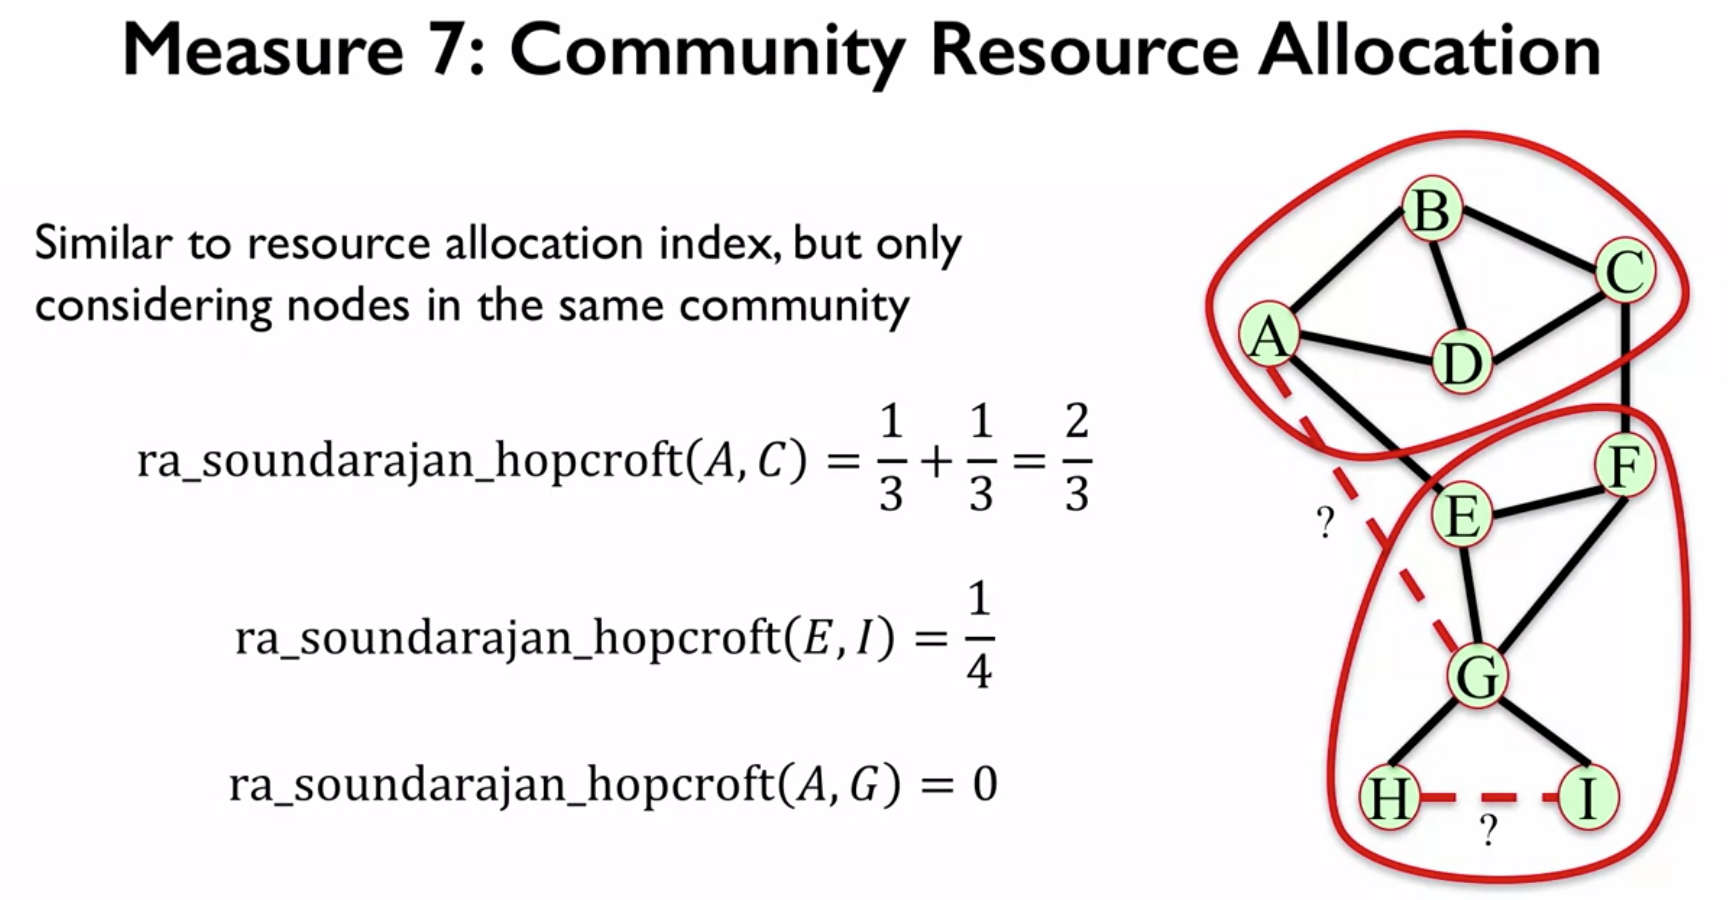 Measure 7: Community Resource Allocation
Similar to resource allocation index, but only
considering nodes in the same community
ra_soundarajan_hopcroft(A, C) = 1/3 + 1/3 = 2/3
ra_soundarajan_hopcroft(E, I) = 1/4
ra_soundarajan_hopcroft(A, G) = 0
B
C
A
D
F
E
?
G
H
I
?